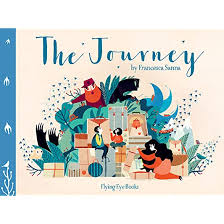 The Journey
by Francesca Sanna
Flying Eye Books